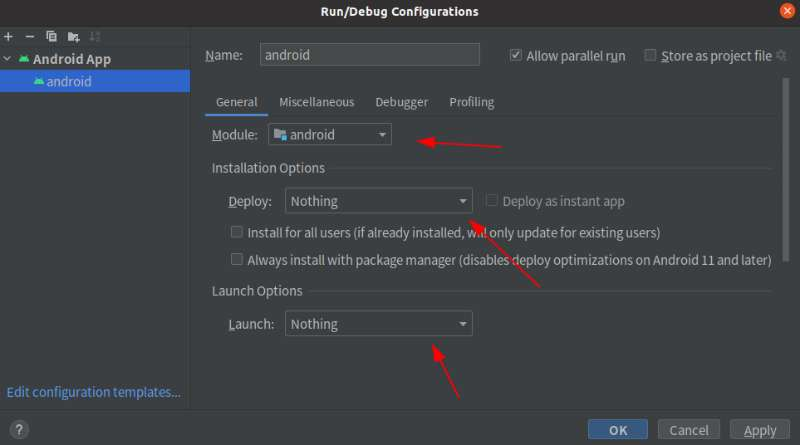 Run/Debug Configurations
Android App
android
Name: android
Allow parallel run
Store as project file
General Miscellaneous Debugger Profiling
Module: android
Installation Options
Deploy: Nothing
Deploy as instant app
Install for all users (if already installed, will only update for existing users)
Always install with package manager (disables deploy optimizations on Android 11 and later)
Launch Options
Launch: Nothing
Edit configuration templates...
? OK Cancel Apply